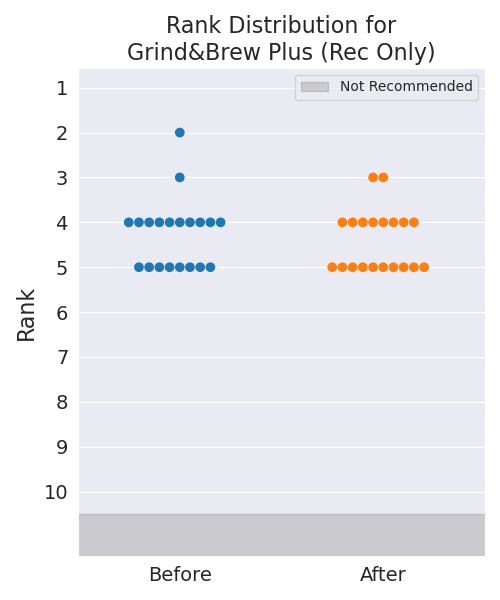 Rank Distribution for
Grind&Brew Plus (Rec Only)
Not Recommended
1
2
3
4
5
6
7
8
9
10
Rank
Before
After